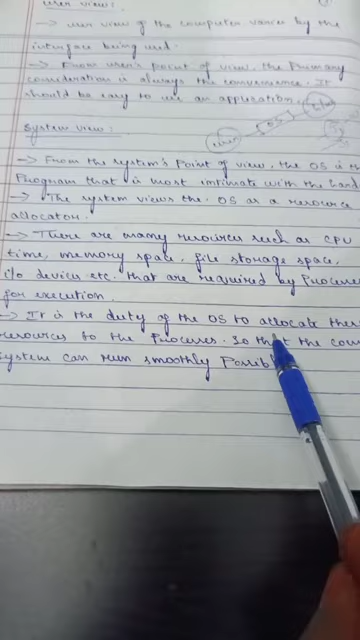 user view:
→ user view of the computer varies by the
interface being used.
→ From user's point of view, the primary
consideration is always the convenience. It
should be easy to use an application.
user
OS
System view:
→ From the system's point of view, the OS is the
Program that is most intimate with the
→ The system views the OS as a resource
allocator.
→ There are many resources such as CPU
time, memory space, file storage space,
i/o devices etc. that are required by Processes
for execution.
→ It is the duty of the OS to allocate these
resources to the Processes. So that the
system can run smoothly